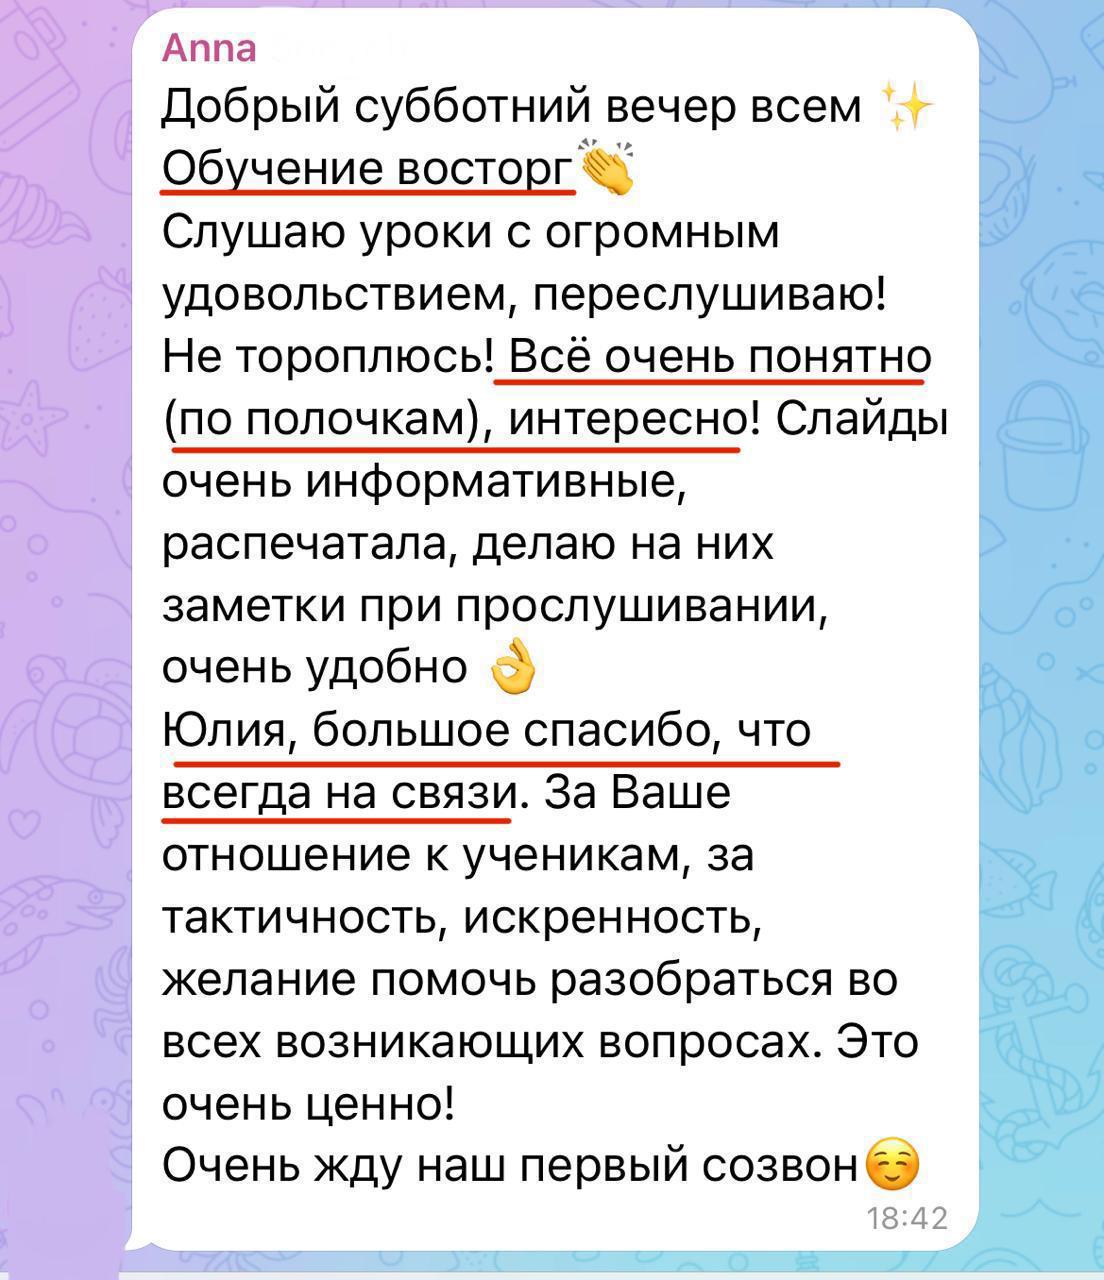 Anna
Добрый субботний вечер всем ✨
Обучение восторг👏
Слушаю уроки с огромным
удовольствием, переслушиваю!
Не тороплюсь! Всё очень понятно
(по полочкам), интересно! Слайды
очень информативные,
распечатала, делаю на них
заметки при прослушивании,
очень удобно 👌
Юлия, большое спасибо, что
всегда на связи. За Ваше
отношение к ученикам, за
тактичность, искренность,
желание помочь разобраться во
всех возникающих вопросах. Это
очень ценно!
Очень жду наш первый созвон☺️
18:42